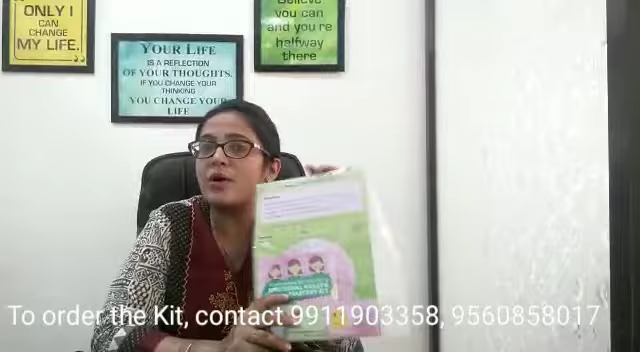 ONLY I
CAN
CHANGE
MY LIFE.
YOUR LIFE
IS A REFLECTION
OF YOUR THOUGHTS.
IF YOU CHANGE YOUR
THINKING
YOU CHANGE YOUR
LIFE
Believe
you can
and you're
halfway
there
To order the Kit, contact 9911903358, 9560858017